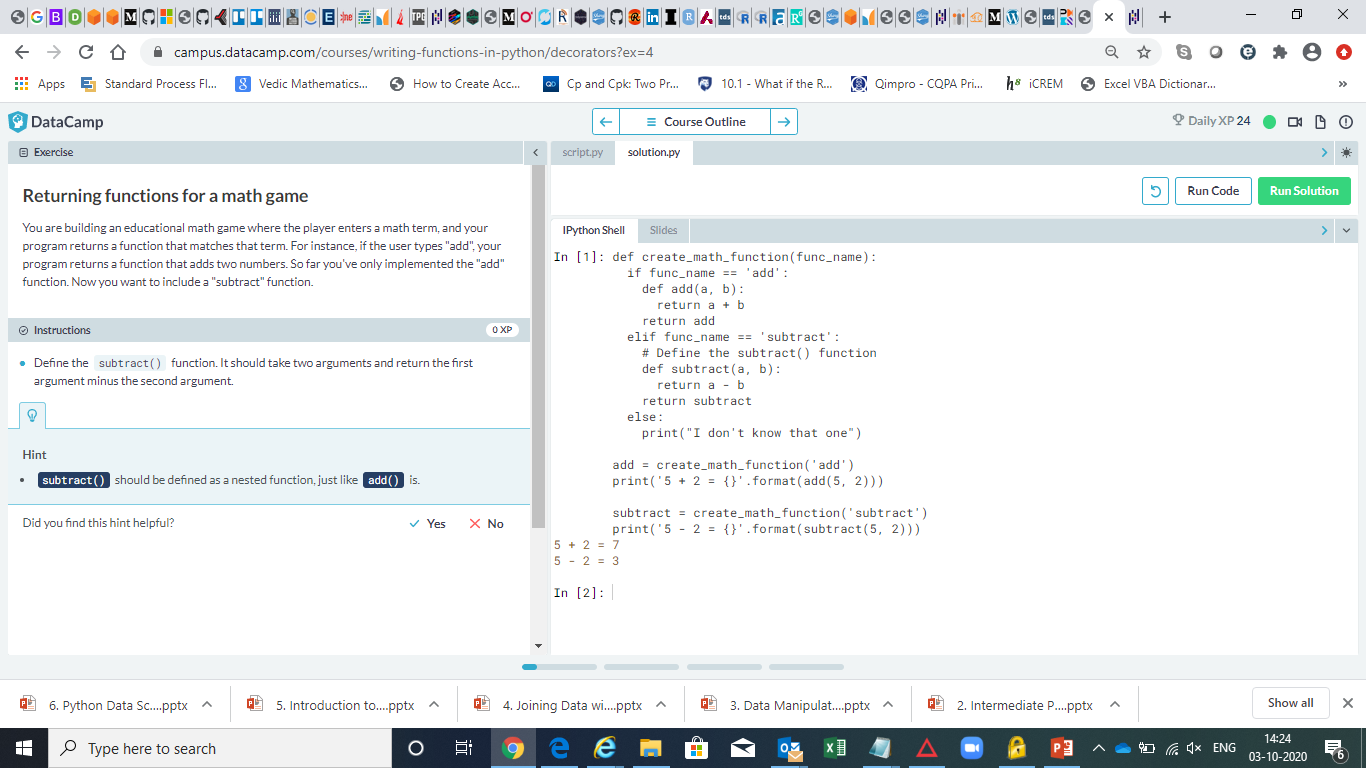 campus.datacamp.com/courses/writing-functions-in-python/decorators?ex=4
Apps
Standard Process Fl...
Vedic Mathematics...
How to Create Acc...
Cp and Cpk: Two Pr...
10.1 - What if the R...
Qimpro - CQPA Pri...
iCREM
Excel VBA Dictionar...
DataCamp
Course Outline
Daily XP 24
Exercise
script.py
solution.py
Returning functions for a math game
You are building an educational math game where the player enters a math term, and your
program returns a function that matches that term. For instance, if the user types "add", your
program returns a function that adds two numbers. So far you've only implemented the "add"
function. Now you want to include a "subtract" function.
Instructions
0 XP
Define the subtract() function. It should take two arguments and return the first
argument minus the second argument.
Hint
subtract() should be defined as a nested function, just like add() is.
Did you find this hint helpful?
Yes
No
Run Code
Run Solution
IPython Shell
Slides
In [1]: def create_math_function(func_name):
if func_name == 'add':
def add(a, b):
return a + b
return add
elif func_name == 'subtract':
# Define the subtract() function
def subtract(a, b):
return a - b
return subtract
else:
print("I don't know that one")
add = create_math_function('add')
print('5 + 2 = {}'.format(add(5, 2)))
subtract = create_math_function('subtract')
print('5 - 2 = {}'.format(subtract(5, 2)))
5 + 2 = 7
5 - 2 = 3
In [2]:
6. Python Data Sc....pptx
5. Introduction to....pptx
4. Joining Data wi....pptx
3. Data Manipulat....pptx
2. Intermediate P....pptx
Show all
Type here to search
ENG
14:24
03-10-2020
6